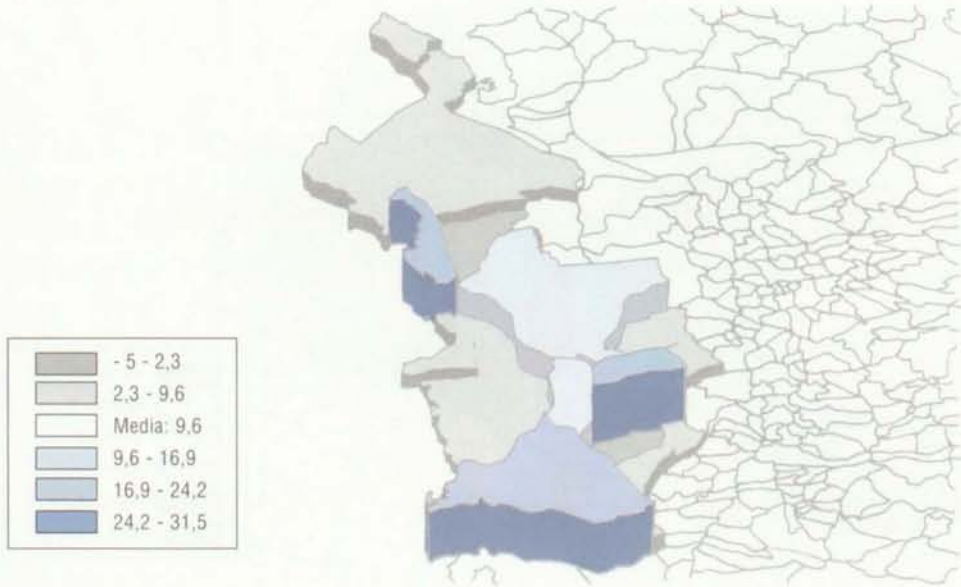 - 5 - 2,3
2,3 - 9,6
Media: 9,6
9,6 - 16,9
16,9 - 24,2
24,2 - 31,5